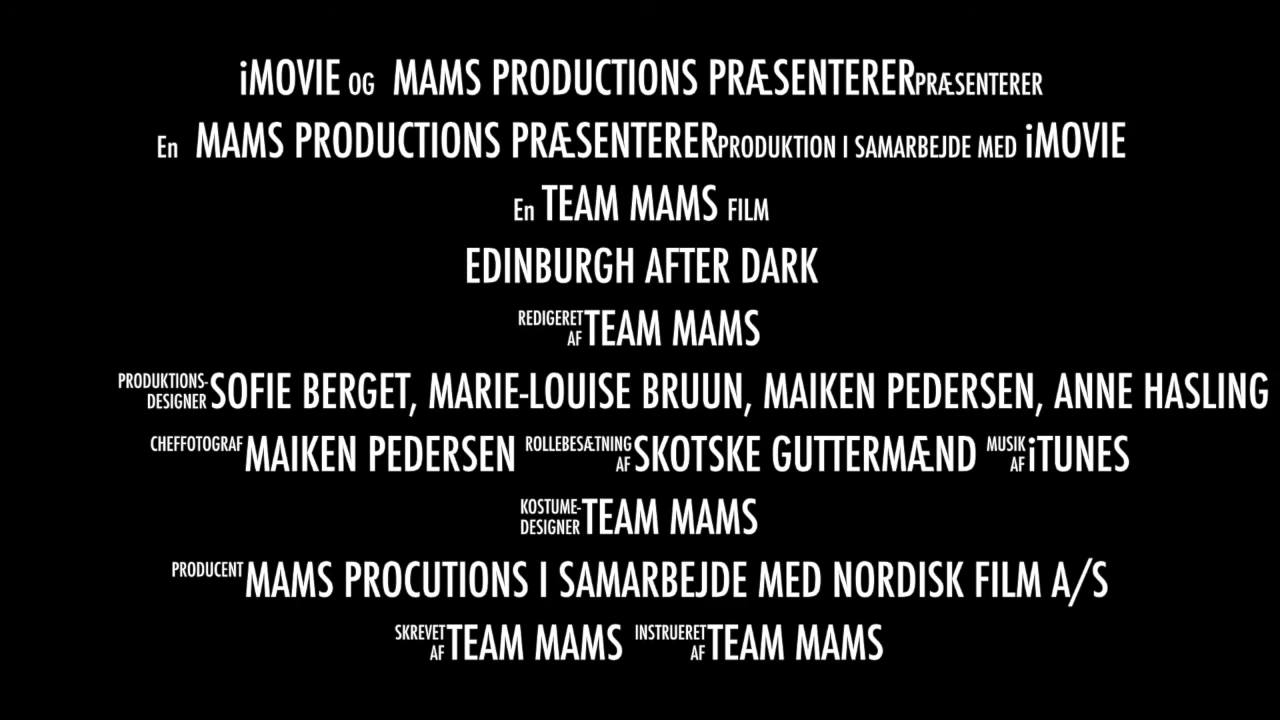 iMOVIE OG MAMS PRODUCTIONS PRÆSENTERERPRÆSENTERER
En MAMS PRODUCTIONS PRÆSENTERERPRODUKTION I SAMARBEJDE MED iMOVIE
En TEAM MAMS FILM
EDINBURGH AFTER DARK
REDIGERET AF TEAM MAMS
PRODUKTIONS-DESIGNER SOFIE BERGET, MARIE-LOUISE BRUUN, MAIKEN PEDERSEN, ANNE HASLING
CHEFFOTOGRAF MAIKEN PEDERSEN ROLLEBESÆTNING AF SKOTSKE GUTTERMÆND MUSIK AF iTUNES
KOSTUME-DESIGNER TEAM MAMS
PRODUCENT MAMS PROCUTIONS I SAMARBEJDE MED NORDISK FILM A/S
SKREVET AF TEAM MAMS INSTRUERET AF TEAM MAMS